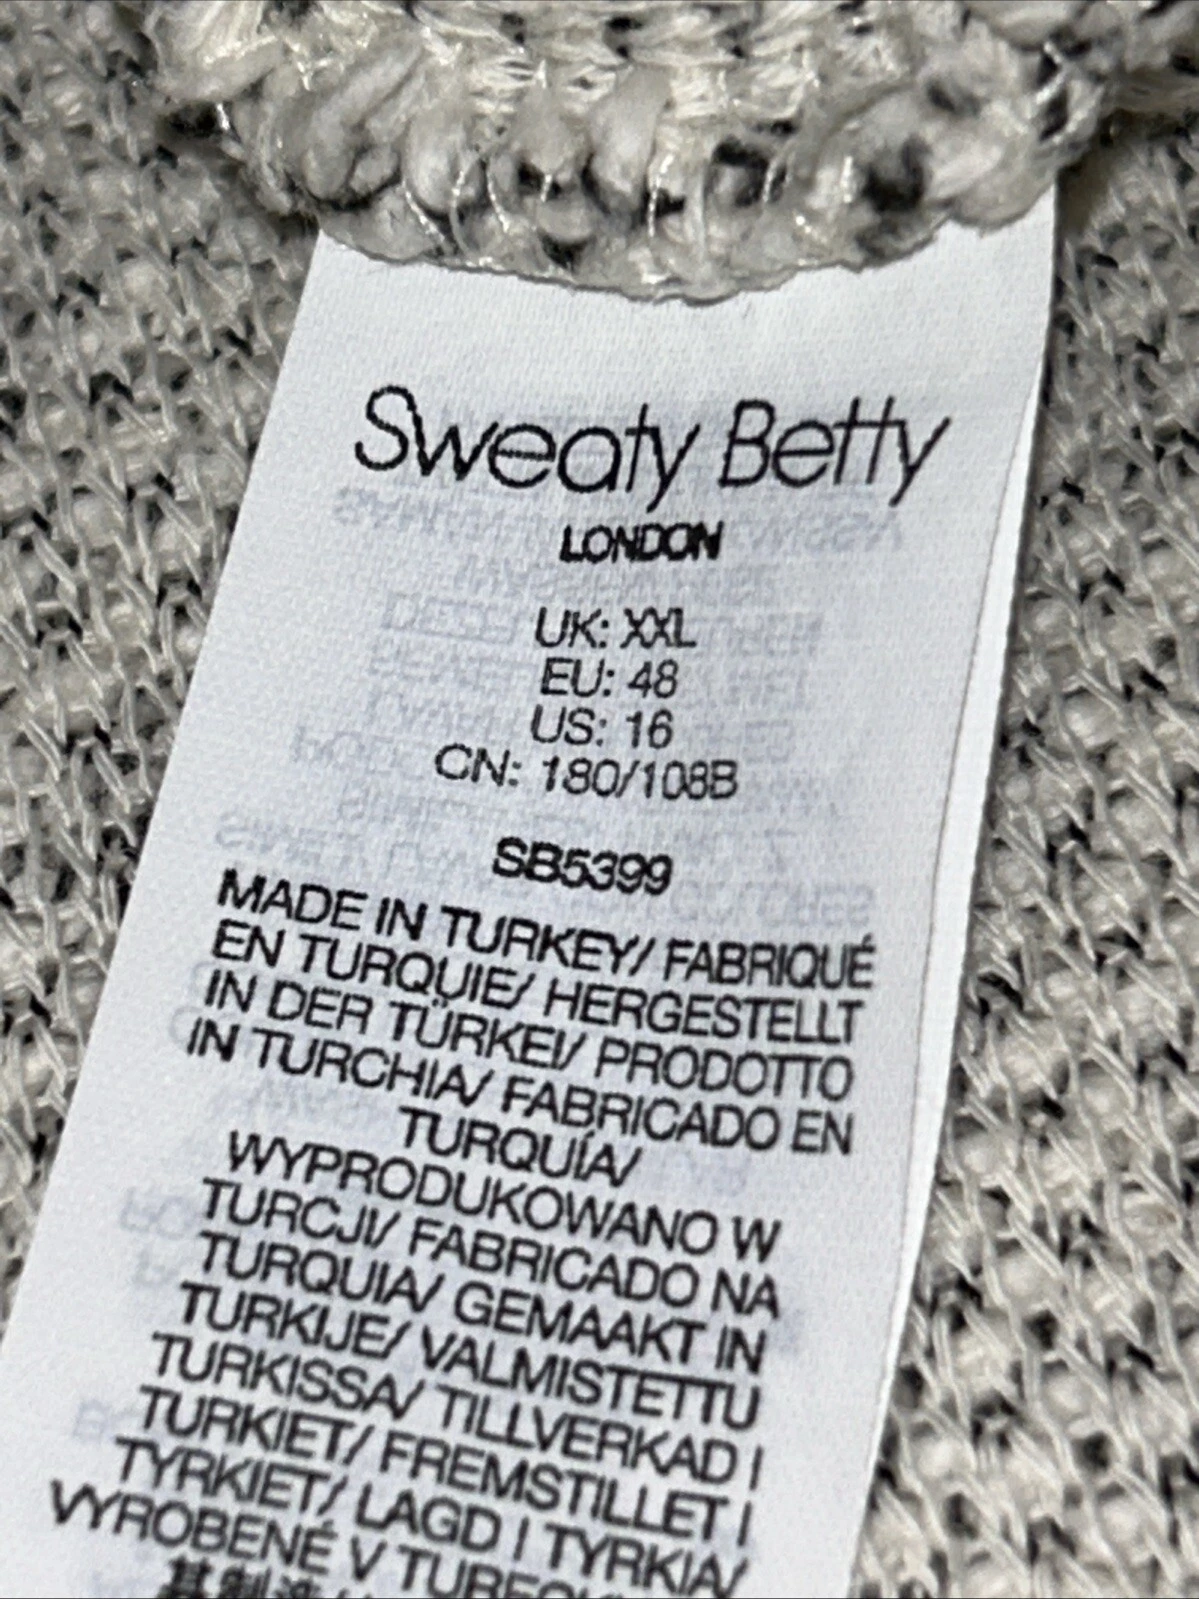 Sweaty Betty
LONDON
UK: XXL
EU: 48
US: 16
CN: 180/108B
SB5399
MADE IN TURKEY/ FABRIQUÉ
EN TURQUIE/ HERGESTELLT
IN DER TÜRKEI/ PRODOTTO
IN TURCHIA/ FABRICADO EN
TURQUÍA/
WYPRODUKOWANO W
TURCJI/ FABRICADO NA
TURQUIA/ GEMAAKT IN
TURKIJE/ VALMISTETTU
TURKISSA/ TILLVERKAD I
TURKIET/ FREMSTILLET I
TYRKIET/ LAGD I TYRKIA/
VYROBENÉ V